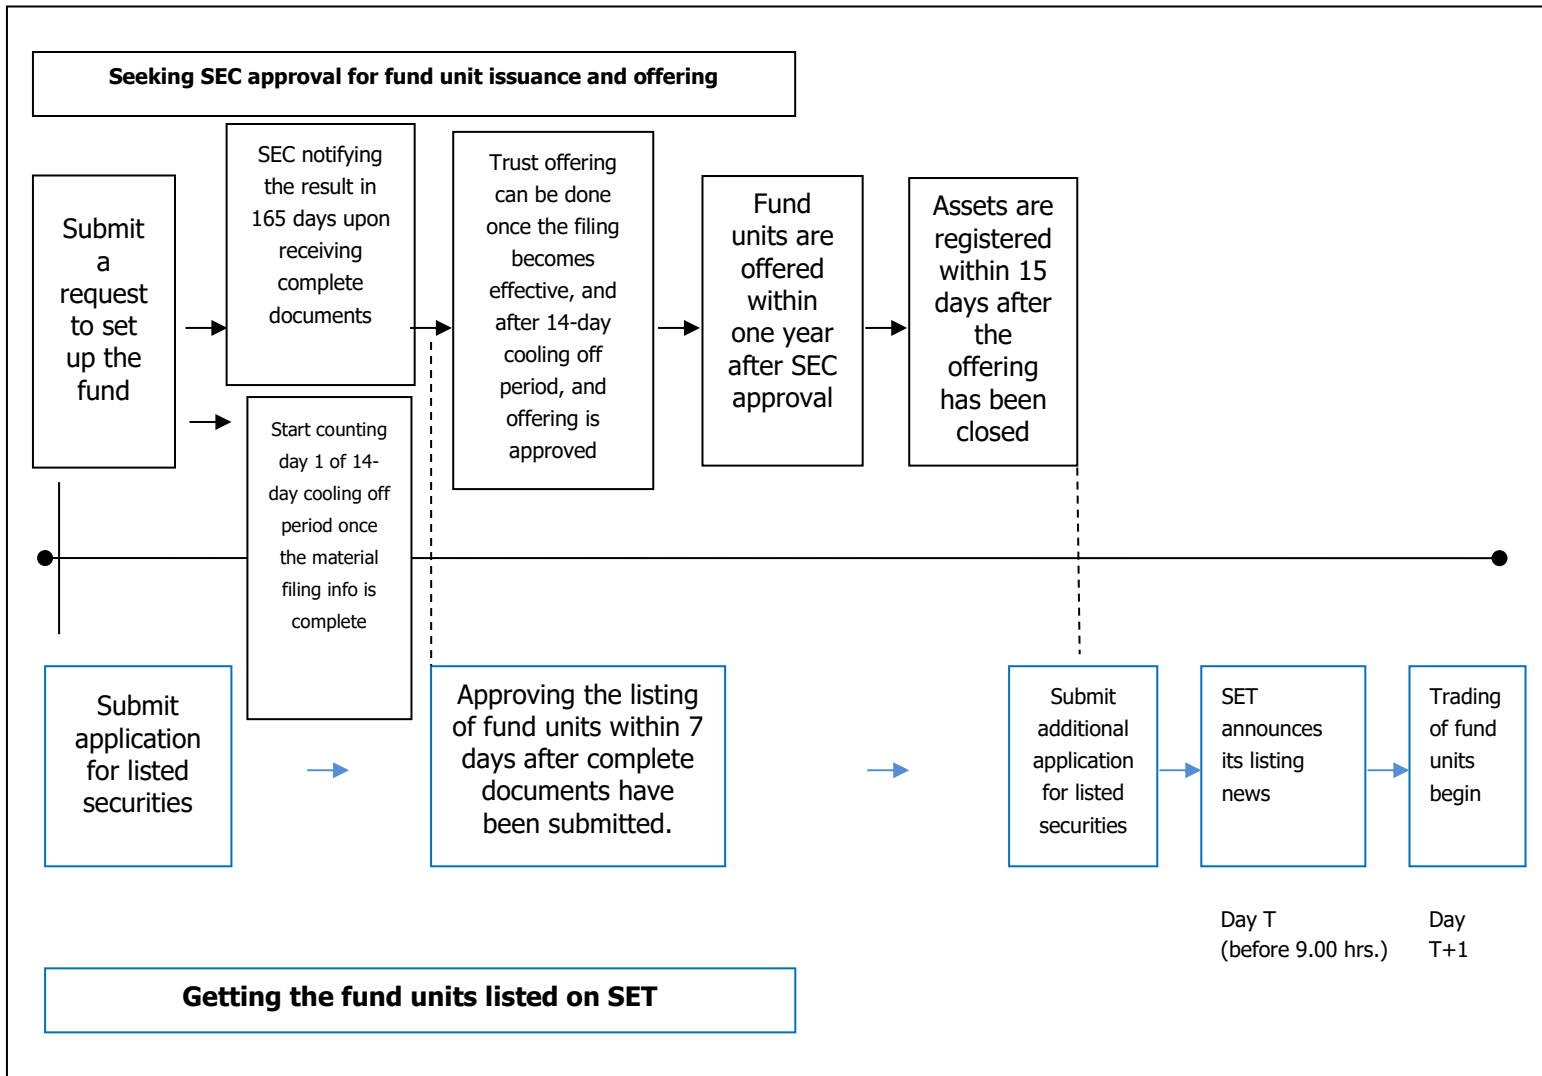 Seeking SEC approval for fund unit issuance and offering
Submit
a
request
to set
up the
fund
SEC notifying
the result in
165 days upon
receiving
complete
documents
Start counting
day 1 of 14-
day cooling off
period once
the material
filing info is
complete
Trust offering
can be done
once the filing
becomes
effective, and
after 14-day
cooling off
period, and
offering is
approved
Fund
units are
offered
within
one year
after SEC
approval
Assets are
registered
within 15
days after
the
offering
has been
closed
Submit
application
for listed
securities
Approving the listing
of fund units within 7
days after complete
documents have
been submitted.
Submit
additional
application
for listed
securities
SET
announces
its listing
news
Trading
of fund
units
begin
Day T
(before 9.00 hrs.)
Day
T+1
Getting the fund units listed on SET